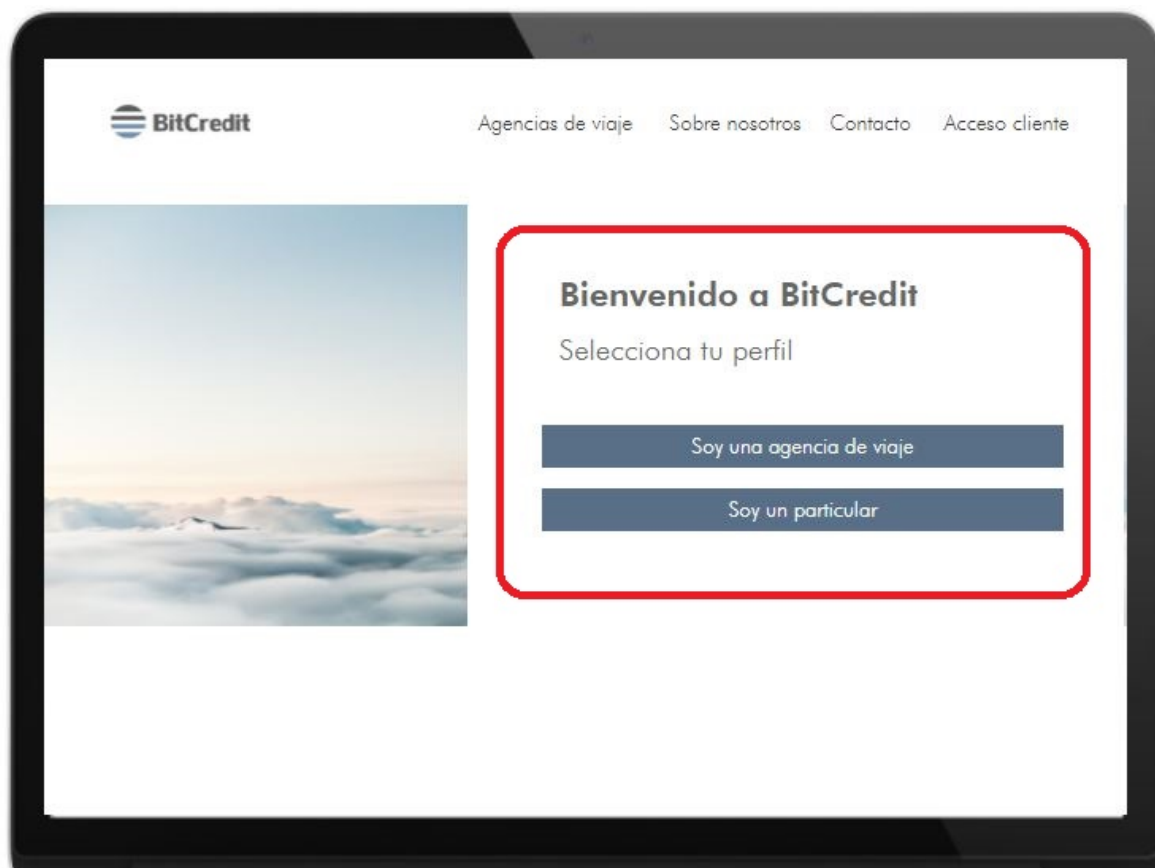 BitCredit
Agencias de viaje Sobre nosotros Contacto Acceso cliente
Bienvenido a BitCredit
Selecciona tu perfil
Soy una agencia de viaje
Soy un particular